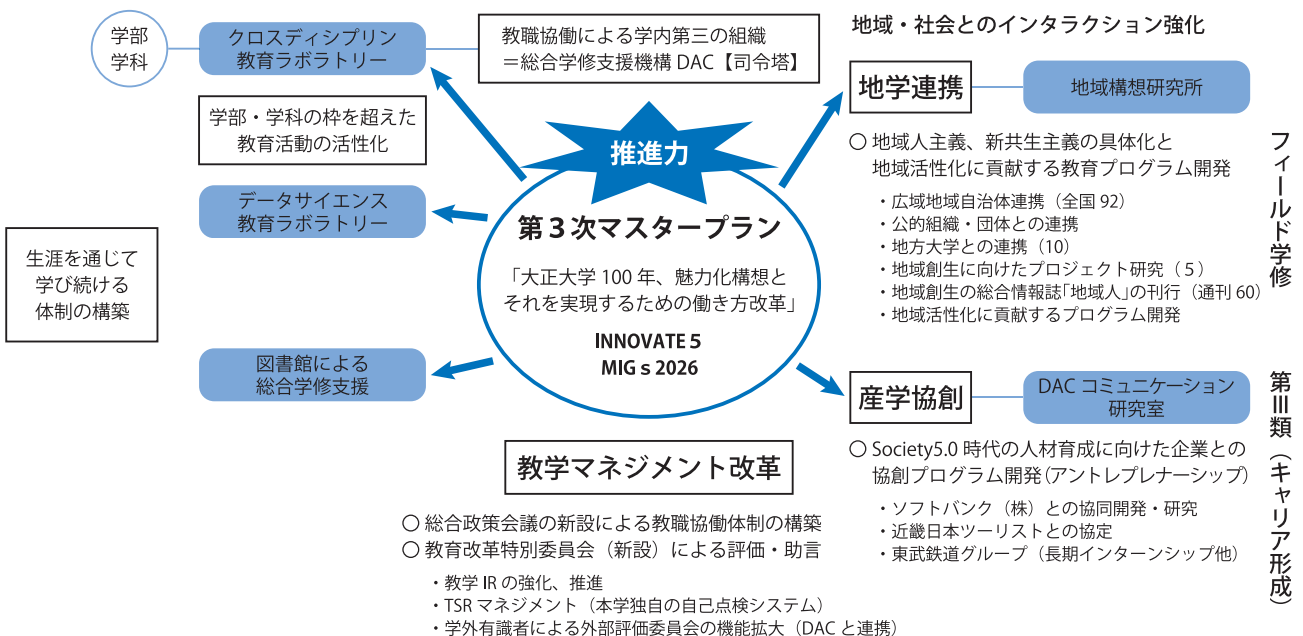 学部
学科
クロスディシプリン
教育ラボラトリー
教職協働による学内第三の組織
＝総合学修支援機構 DAC【司令塔】
学部・学科の枠を超えた
教育活動の活性化
データサイエンス
教育ラボラトリー
生涯を通じて
学び続ける
体制の構築
図書館による
総合学修支援
推進力
第３次マスタープラン
「大正大学 100 年、魅力化構想と
それを実現するための働き方改革」
INNOVATE 5
MIG s 2026
地域・社会とのインタラクション強化
地学連携
地域構想研究所
〇 地域人主義、新共生主義の具体化と
地域活性化に貢献する教育プログラム開発
・広域地域自治体連携（全国 92）
・公的組織・団体との連携
・地方大学との連携（10）
・地域創生に向けたプロジェクト研究（５）
・地域創生の総合情報誌「地域人」の刊行（通刊 60）
・地域活性化に貢献するプログラム開発
フィールド学修
産学協創
DAC コミュニケーション
研究室
〇 Society5.0 時代の人材育成に向けた企業との
協創プログラム開発（アントレプレナーシップ）
・ソフトバンク（株）との協同開発・研究
・近畿日本ツーリストとの協定
・東武鉄道グループ（長期インターンシップ他）
第Ⅲ類（キャリア形成）
教学マネジメント改革
〇 総合政策会議の新設による教職協働体制の構築
〇 教育改革特別委員会（新設）による評価・助言
・教学 IR の強化、推進
・TSR マネジメント（本学独自の自己点検システム）
・学外有識者による外部評価委員会の機能拡大（DAC と連携）